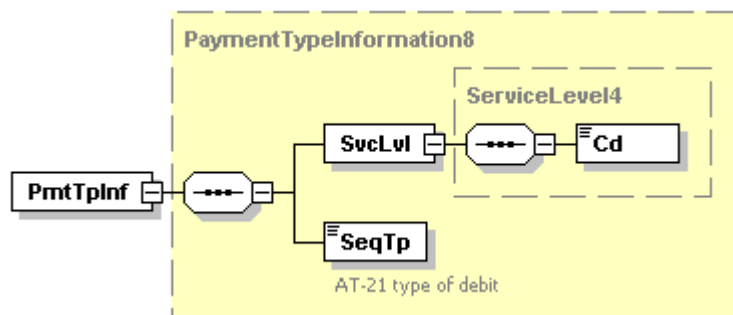 PaymentTypeInformation8
ServiceLevel4
SvcLvl
Cd
PmtTpInf
SeqTp
AT-21 type of debit